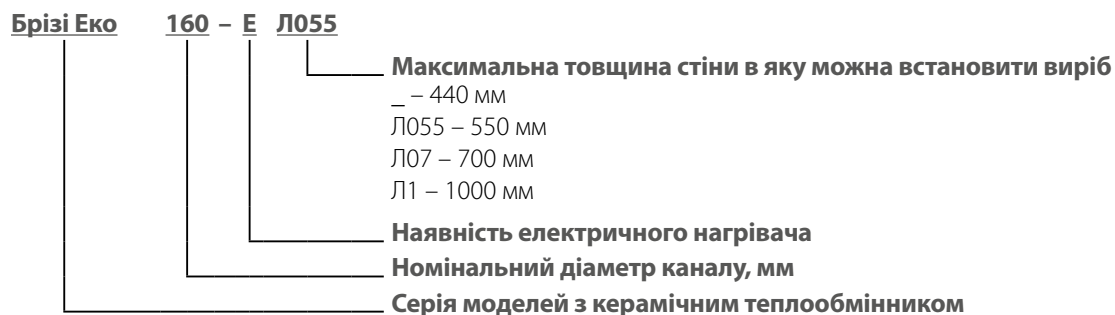 Брізі Еко 160 – Е Л055
Максимальна товщина стіни в яку можна встановити виріб
_ – 440 мм
Л055 – 550 мм
Л07 – 700 мм
Л1 – 1000 мм
Наявність електричного нагрівача
Номінальний діаметр каналу, мм
Серія моделей з керамічним теплообмінником